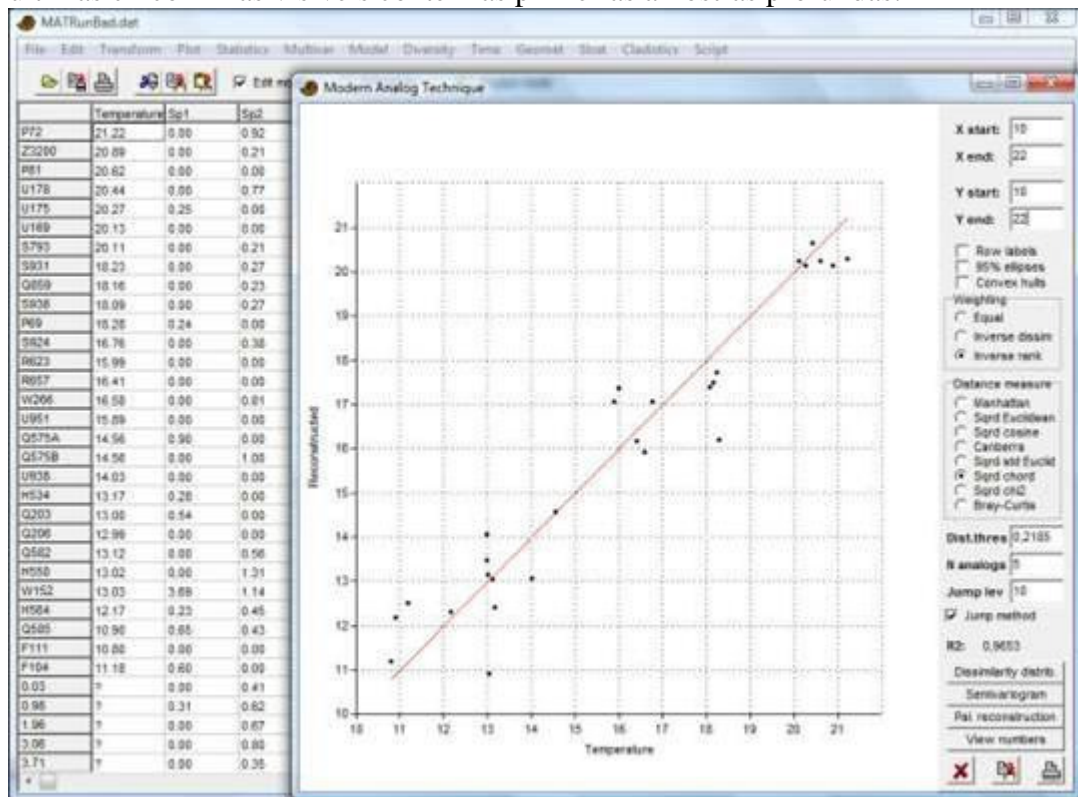 MATRunBad.dat
File Edit Transform Plot Statistics Multivar Model Diversity Time Geomet Strat Cladistics Script
Temperature Sp1 Sp2
P72 21.22 0.00 0.92
Z3200 20.89 0.00 0.21
P81 20.62 0.00 0.00
U178 20.44 0.00 0.77
U175 20.27 0.25 0.00
U169 20.13 0.00 0.00
S793 20.11 0.00 0.21
S931 18.23 0.00 0.27
Q859 18.16 0.00 0.23
S938 18.09 0.00 0.27
P69 18.28 0.24 0.00
S924 16.76 0.00 0.38
R623 15.99 0.00 0.00
R657 16.41 0.00 0.00
W266 16.58 0.00 0.81
U951 15.89 0.00 0.00
Q575A 14.56 0.90 0.00
Q575B 14.56 0.00 1.00
U938 14.03 0.00 0.00
H534 13.17 0.28 0.00
Q203 13.00 0.54 0.00
Q206 12.99 0.00 0.00
Q582 13.12 0.00 0.56
H558 13.02 0.00 1.31
W152 13.03 3.69 1.14
H584 12.17 0.23 0.45
Q585 10.90 0.65 0.43
F111 10.80 0.00 0.00
F104 11.18 0.60 0.00
0.03 ? 0.00 0.41
0.98 ? 0.31 0.62
1.96 ? 0.00 0.67
3.06 ? 0.00 0.80
3.71 ? 0.00 0.35
Modern Analog Technique
21
20
19
18
17
16
15
14
13
12
11
10
Reconstructed
10 11 12 13 14 15 16 17 18 19 20 21
Temperature
X start: 10
X end: 22
Y start: 10
Y end: 22
Row labels
95% ellipses
Convex hulls
Weighting
Equal
Inverse dissim
Inverse rank
Distance measure
Manhattan
Sqrd Euclidean
Sqrd cosine
Canberra
Sqrd std Euclid
Sqrd chord
Sqrd chi2
Bray-Curtis
Dist.thres 0,2185
N analogs 5
Jump lev 10
Jump method
R2: 0,9653
Dissimilarity distrib.
Semivariogram
Pal. reconstruction
View numbers